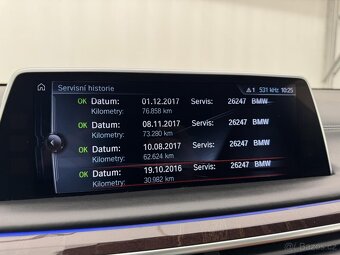 Servisní historie
1
531 kHz
10:25
OK Datum: 01.12.2017 Servis: 26247 BMW
Kilometry: 76.858 km
OK Datum: 08.11.2017 Servis: 26247 BMW
Kilometry: 73.280 km
OK Datum: 10.08.2017 Servis: 26247 BMW
Kilometry: 62.624 km
OK Datum: 19.10.2016 Servis: 26247 BMW
Kilometry: 30.982 km